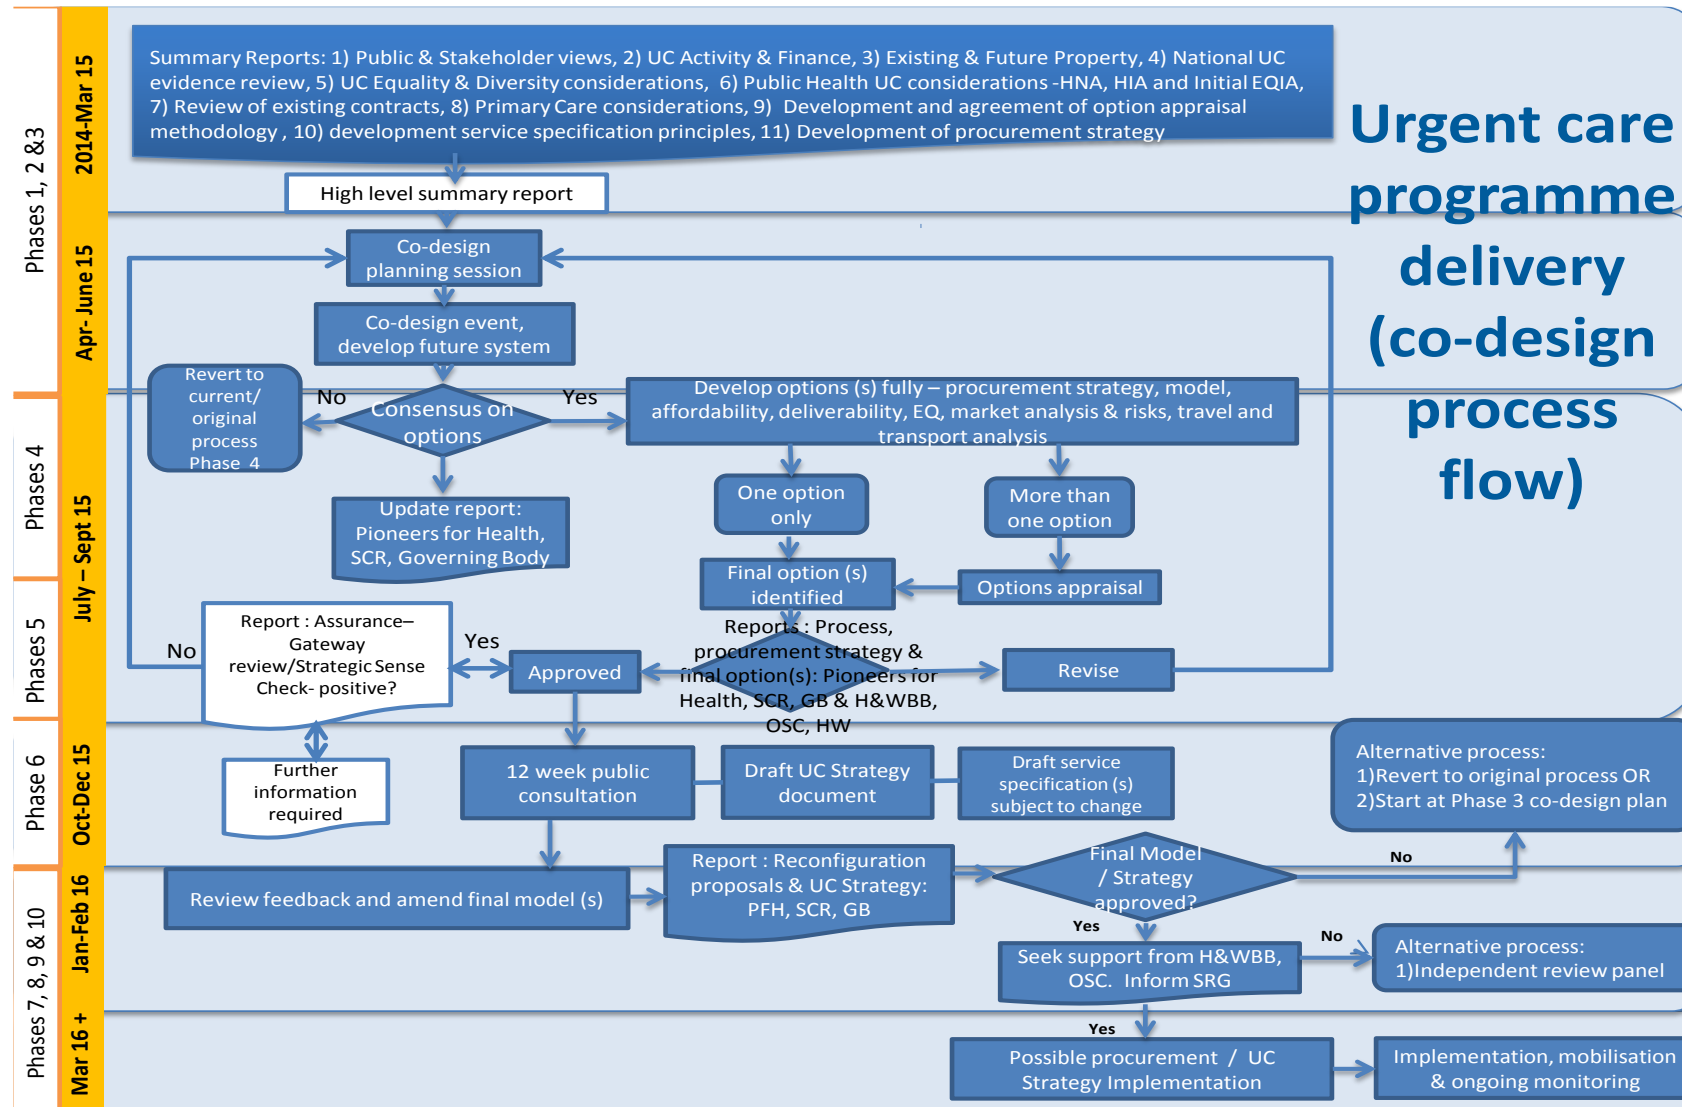 Summary Reports: 1) Public & Stakeholder views, 2) UC Activity & Finance, 3) Existing & Future Property, 4) National UC
evidence review, 5) UC Equality & Diversity considerations,  6) Public Health UC considerations -HNA, HIA and Initial EQIA,
7) Review of existing contracts, 8) Primary Care considerations, 9)  Development and agreement of option appraisal
methodology , 10) development service specification principles, 11) Development of procurement strategy
Urgent care
programme
delivery
(co-design
process
flow)
Phases 1, 2 &3
2014-Mar 15
High level summary report
Apr- June 15
Co-design
planning session
Co-design event,
develop future system
Revert to
current/
original
process
Phase  4
No
Consensus on
options
Yes
Develop options (s) fully – procurement strategy, model,
affordability, deliverability, EQ, market analysis & risks, travel and
transport analysis
Phases 4
July – Sept 15
Update report:
Pioneers for Health,
SCR, Governing Body
One option
only
More than
one option
Final option (s)
identified
Options appraisal
Phases 5
No
Report : Assurance–
Gateway
review/Strategic Sense
Check- positive?
Yes
Approved
Reports : Process,
procurement strategy &
final option(s): Pioneers for
Health, SCR, GB & H&WBB,
OSC, HW
Revise
Phase 6
Oct-Dec 15
Further
information
required
12 week public
consultation
Draft UC Strategy
document
Draft service
specification (s)
subject to change
Alternative process:
1)Revert to original process OR
2)Start at Phase 3 co-design plan
Phases 7, 8, 9 & 10
Jan-Feb 16
Review feedback and amend final model (s)
Report : Reconfiguration
proposals & UC Strategy:
PFH, SCR, GB
Final Model
/ Strategy
approved?
No
Yes
Seek support from H&WBB,
OSC.  Inform SRG
No
Alternative process:
1)Independent review panel
Mar 16 +
Yes
Possible procurement  /  UC
Strategy Implementation
Implementation, mobilisation
& ongoing monitoring